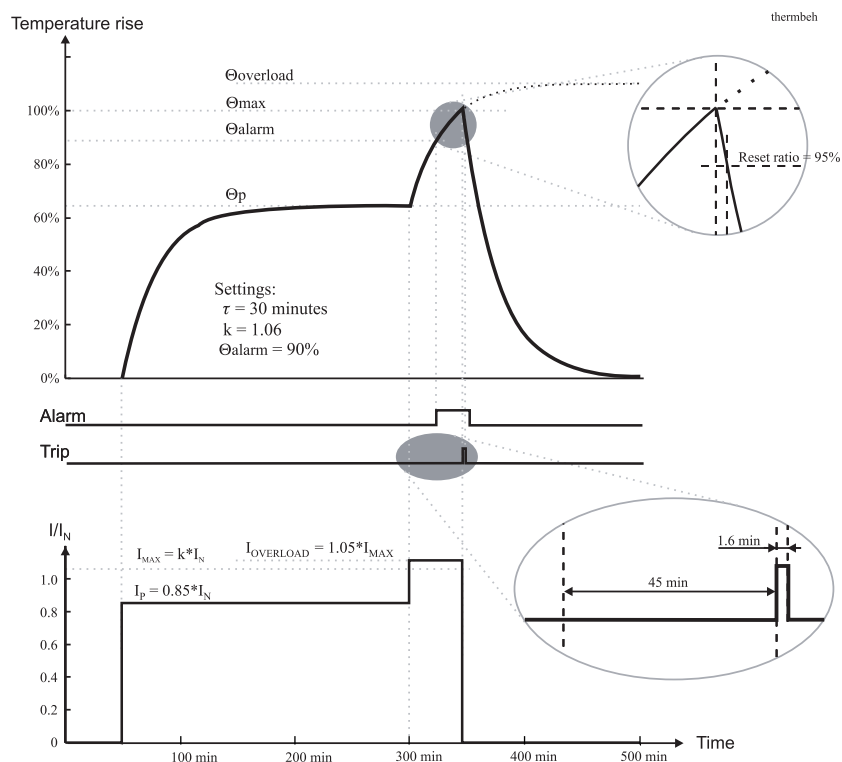 Temperature rise
thermbeh
Θoverload
Θmax
100%
Θalarm
80%
Reset ratio = 95%
Θp
60%
40%
Settings:
τ = 30 minutes
k = 1.06
Θalarm = 90%
20%
0%
Alarm
Trip
I/IN
IMAX = k*IN
IOVERLOAD = 1.05*IMAX
1.6 min
1.0
IP = 0.85*IN
45 min
0.8
0.6
0.4
0.2
0
Time
100 min 200 min 300 min 400 min 500 min